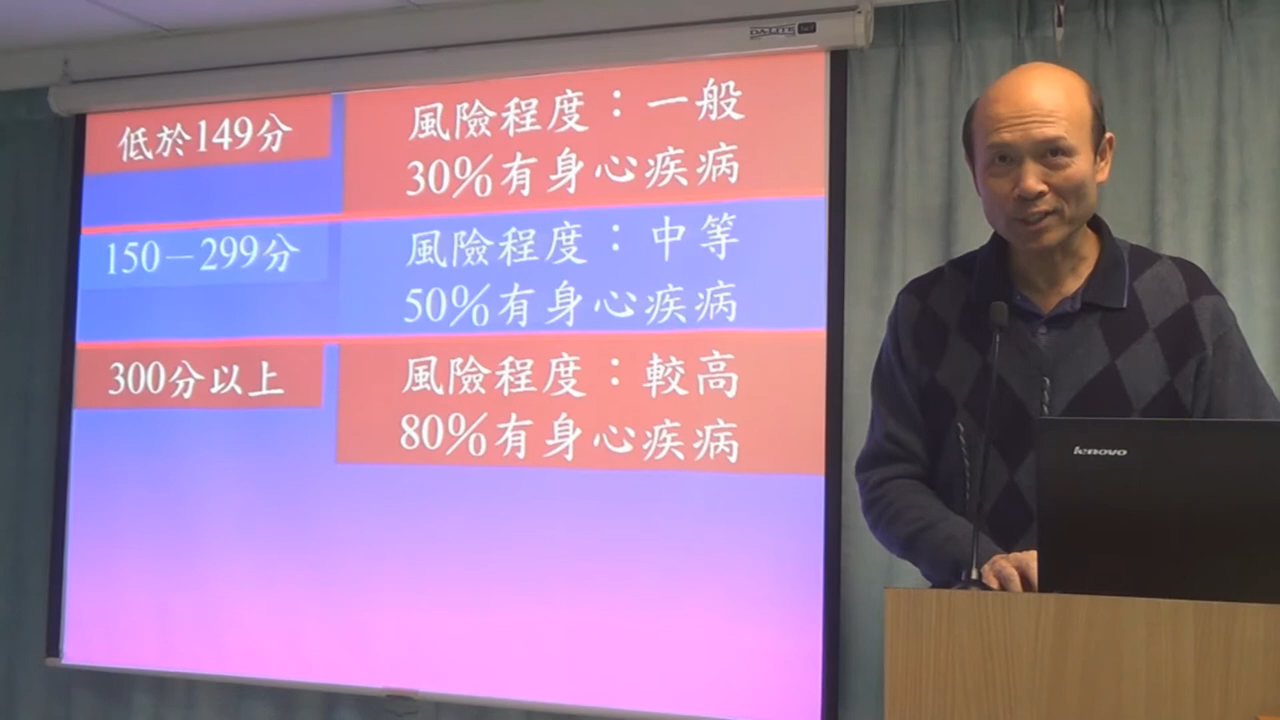 DA-LITE
低於149分
風險程度：一般
30%有身心疾病
150－299分
風險程度：中等
50%有身心疾病
300分以上
風險程度：較高
80%有身心疾病
lenovo